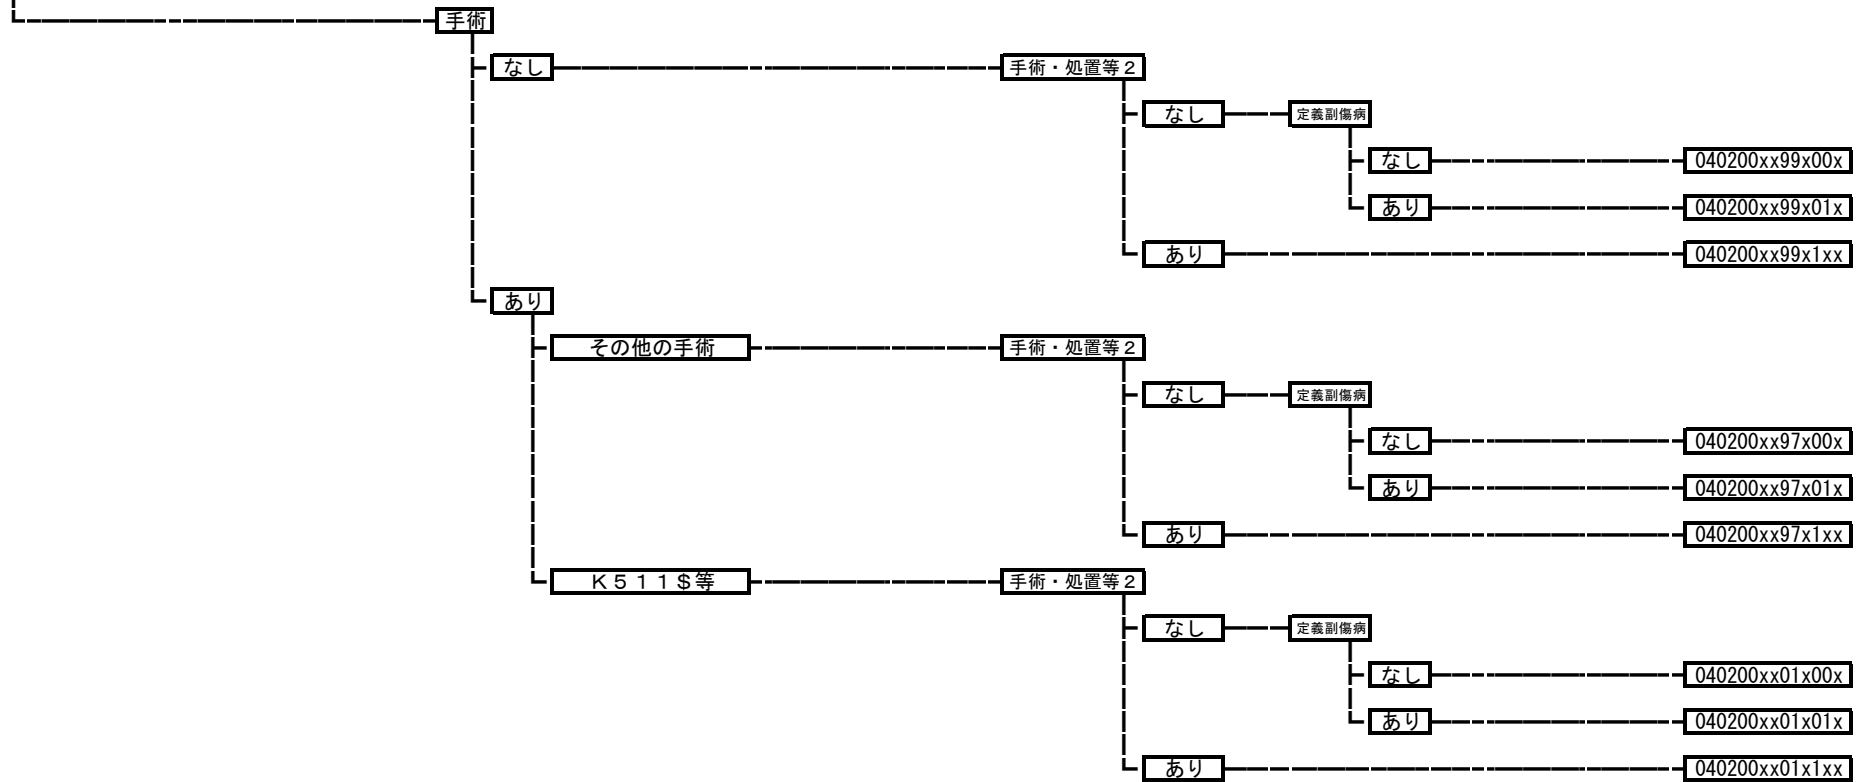 手術
なし 手術・処置等2
なし 定義副傷病
なし 040200xx99x00x
あり 040200xx99x01x
あり 040200xx99x1xx
あり
その他の手術 手術・処置等2
なし 定義副傷病
なし 040200xx97x00x
あり 040200xx97x01x
あり 040200xx97x1xx
K511$等 手術・処置等2
なし 定義副傷病
なし 040200xx01x00x
あり 040200xx01x01x
あり 040200xx01x1xx